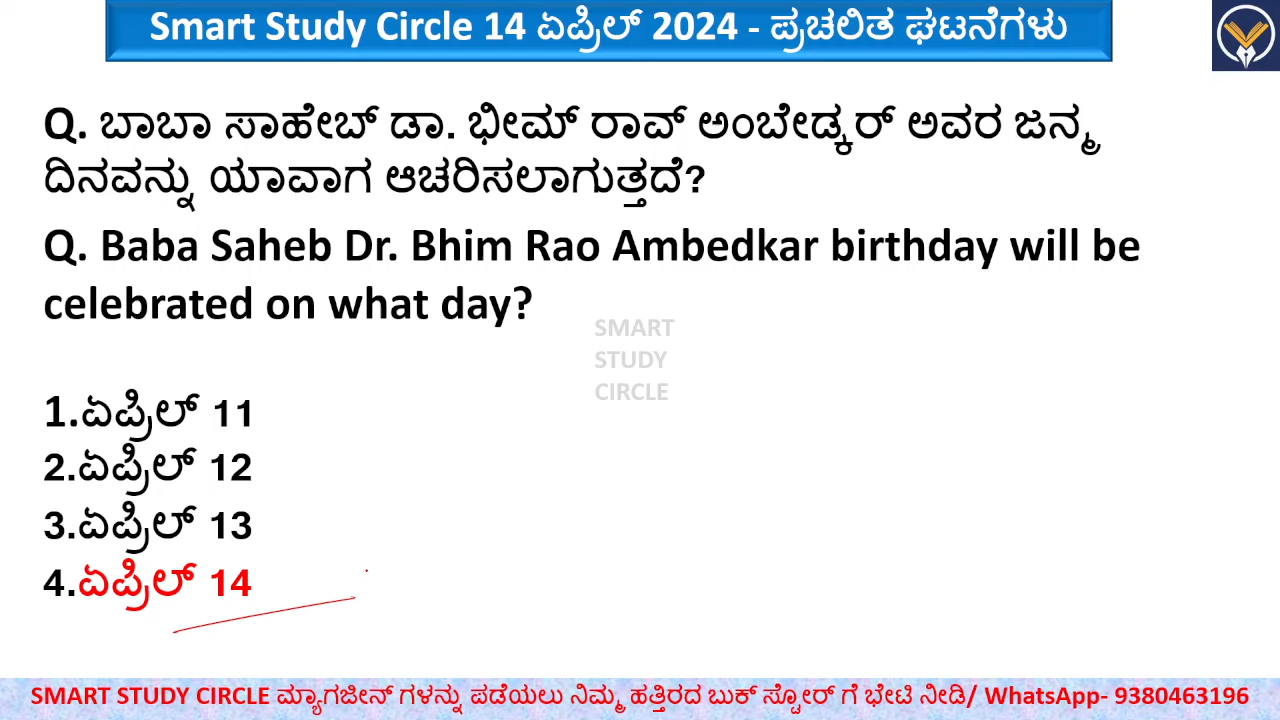 Smart Study Circle 14 ಏಪ್ರಿಲ್ 2024 - ಪ್ರಚಲಿತ ಘಟನೆಗಳು
Q. ಬಾಬಾ ಸಾಹೇಬ್ ಡಾ. ಭೀಮ್ ರಾವ್ ಅಂಬೇಡ್ಕರ್ ಅವರ ಜನ್ಮ
ದಿನವನ್ನು ಯಾವಾಗ ಆಚರಿಸಲಾಗುತ್ತದೆ?
Q. Baba Saheb Dr. Bhim Rao Ambedkar birthday will be
celebrated on what day?
SMART
STUDY
CIRCLE
1.ಏಪ್ರಿಲ್ 11
2.ಏಪ್ರಿಲ್ 12
3.ಏಪ್ರಿಲ್ 13
4.ಏಪ್ರಿಲ್ 14
SMART STUDY CIRCLE ಮ್ಯಾಗಜೀನ್ ಗಳನ್ನು ಪಡೆಯಲು ನಿಮ್ಮ ಹತ್ತಿರದ ಬುಕ್ ಸ್ಟೋರ್ ಗೆ ಭೇಟಿ ನೀಡಿ/ WhatsApp- 9380463196